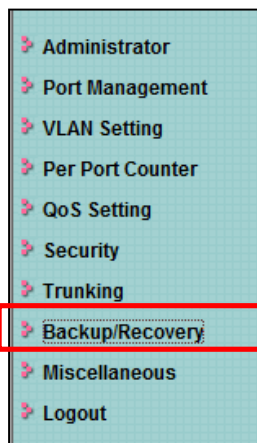 Administrator
Port Management
VLAN Setting
Per Port Counter
QoS Setting
Security
Trunking
Backup/Recovery
Miscellaneous
Logout